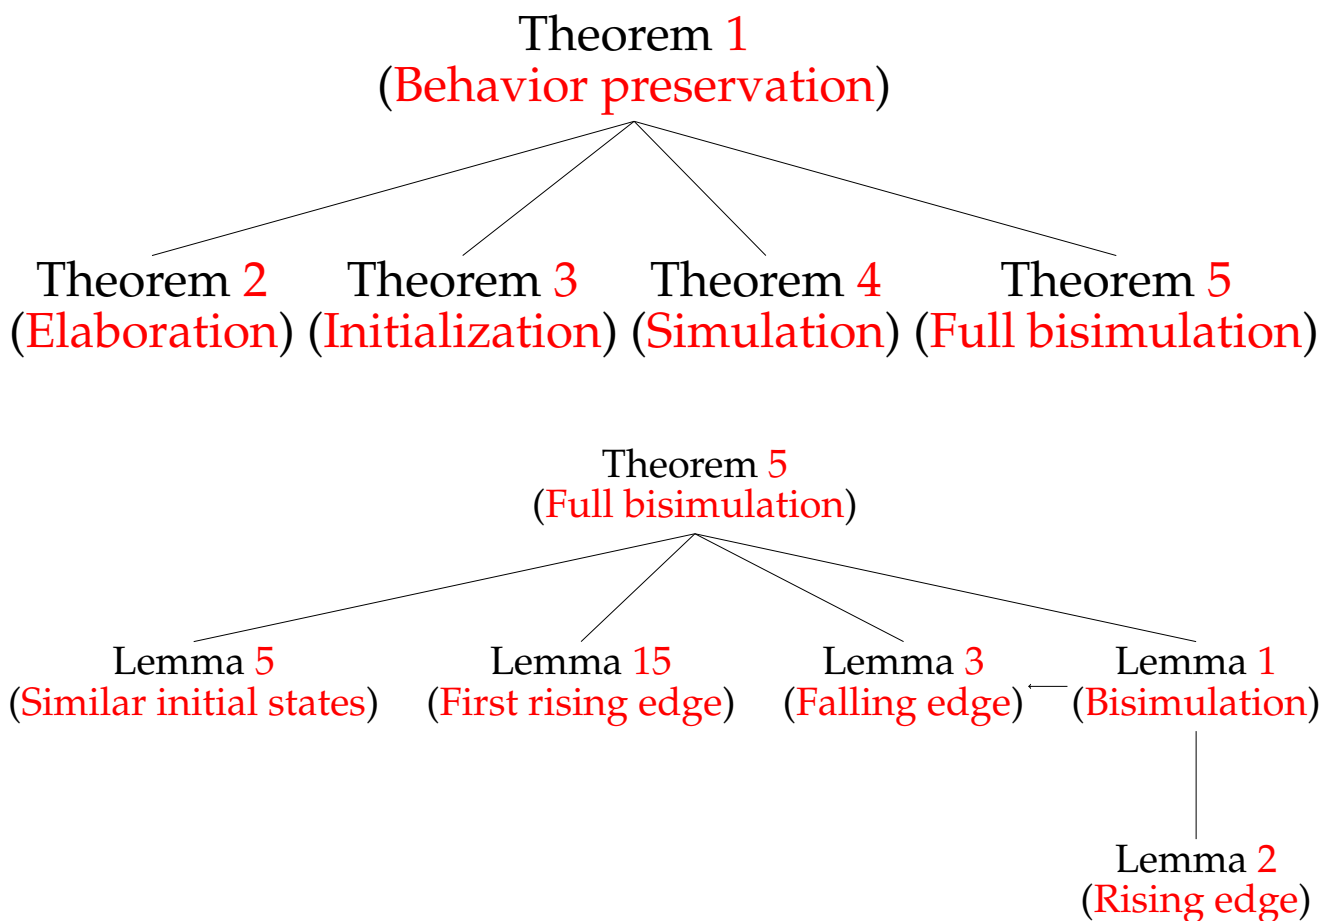 Theorem 1
(Behavior preservation)
Theorem 2 Theorem 3 Theorem 4 Theorem 5
(Elaboration) (Initialization) (Simulation) (Full bisimulation)
Theorem 5
(Full bisimulation)
Lemma 5 Lemma 15 Lemma 3 Lemma 1
(Similar initial states) (First rising edge) (Falling edge) (Bisimulation)
Lemma 2
(Rising edge)